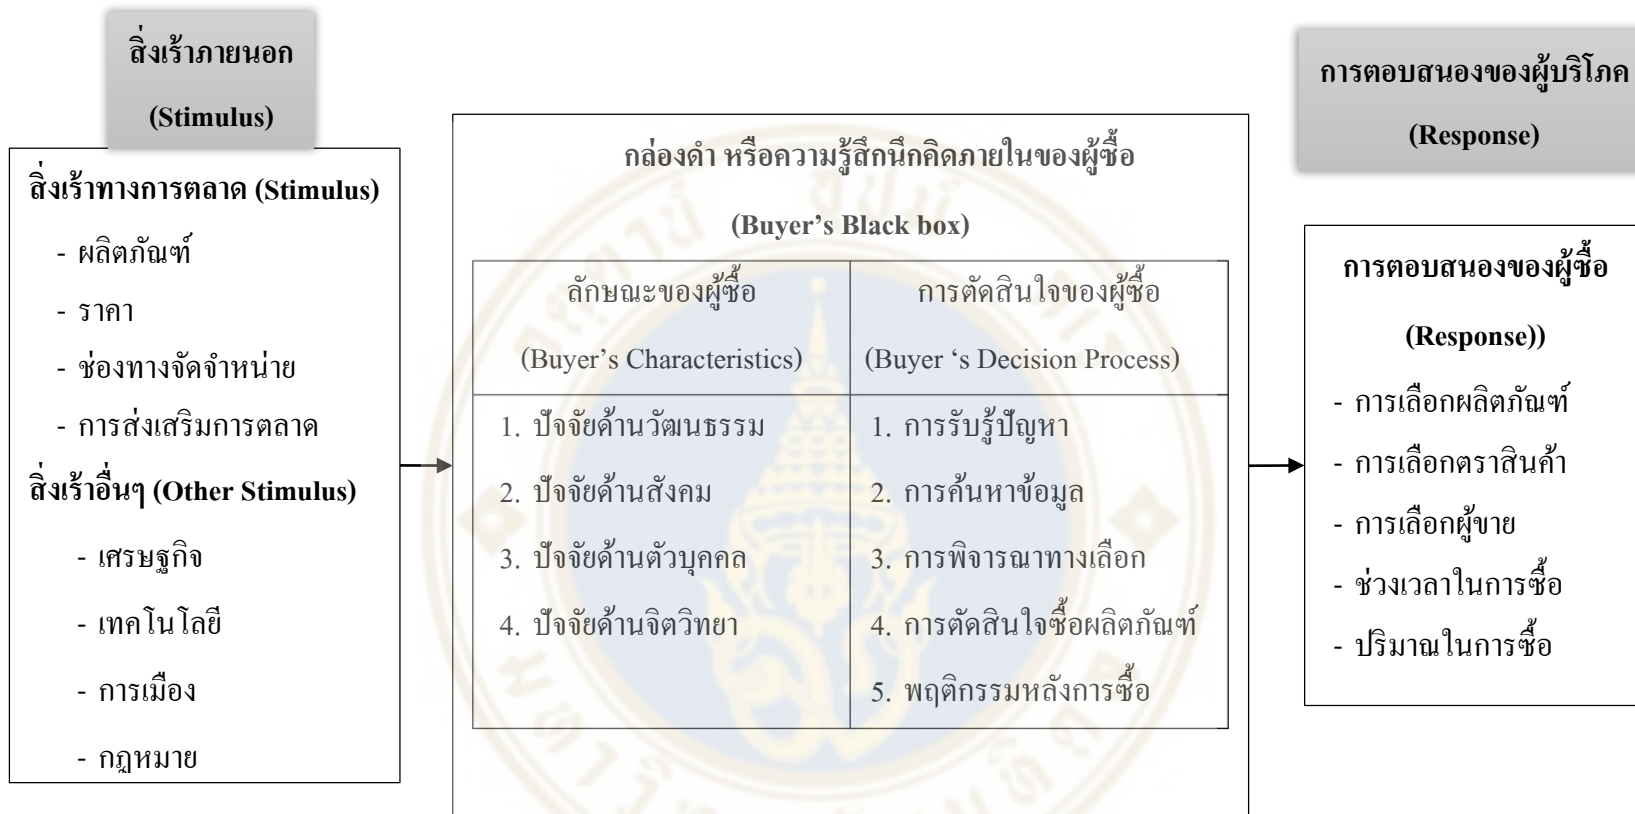 สิ่งเร้าภายนอก
(Stimulus)
สิ่งเร้าทางการตลาด (Stimulus)
- ผลิตภัณฑ์
- ราคา
- ช่องทางจัดจำหน่าย
- การส่งเสริมการตลาด
สิ่งเร้าอื่นๆ (Other Stimulus)
- เศรษฐกิจ
- เทคโนโลยี
- การเมือง
- กฎหมาย
กล่องดำ หรือความรู้สึกนึกคิดภายในของผู้ซื้อ
(Buyer’s Black box)
ลักษณะของผู้ซื้อ
(Buyer’s Characteristics)
1. ปัจจัยด้านวัฒนธรรม
2. ปัจจัยด้านสังคม
3. ปัจจัยด้านตัวบุคคล
4. ปัจจัยด้านจิตวิทยา
การตัดสินใจของผู้ซื้อ
(Buyer ‘s Decision Process)
1. การรับรู้ปัญหา
2. การค้นหาข้อมูล
3. การพิจารณาทางเลือก
4. การตัดสินใจซื้อผลิตภัณฑ์
5. พฤติกรรมหลังการซื้อ
การตอบสนองของผู้บริโภค
(Response)
การตอบสนองของผู้ซื้อ
(Response))
- การเลือกผลิตภัณฑ์
- การเลือกตราสินค้า
- การเลือกผู้ขาย
- ช่วงเวลาในการซื้อ
- ปริมาณในการซื้อ